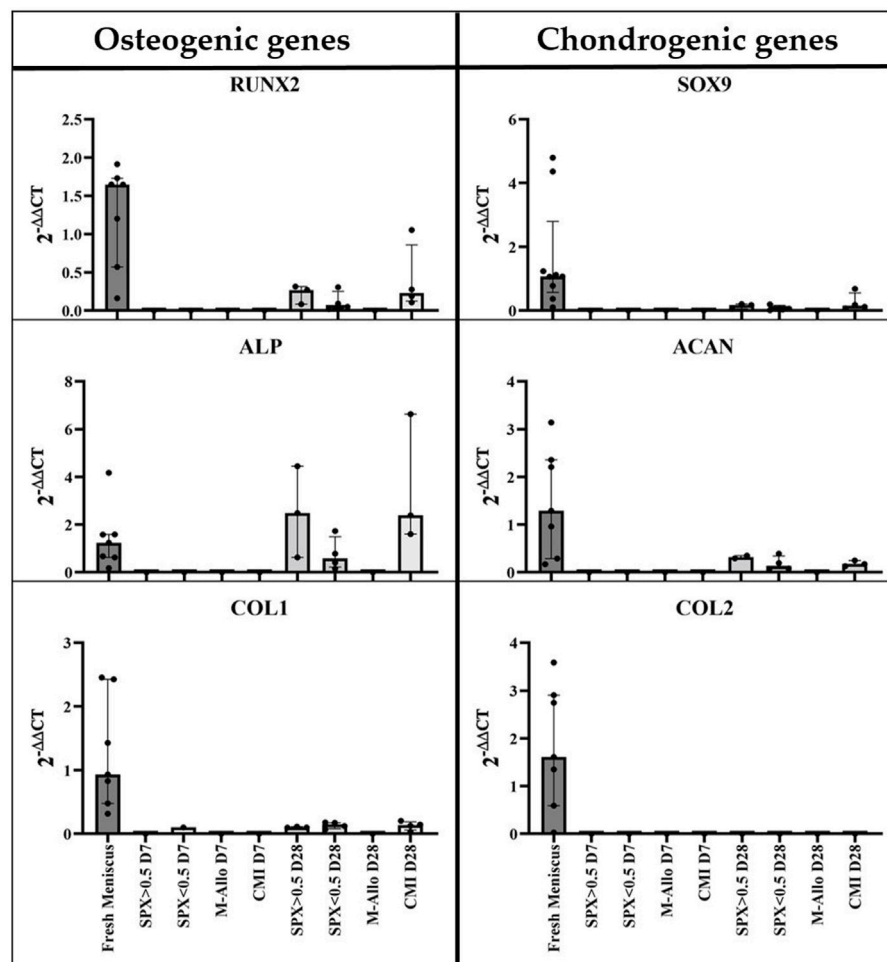 Osteogenic genes
Chondrogenic genes
RUNX2
2.5
2.0
1.5
1.0
0.5
0.0
2^-ΔΔCT
SOX9
6
4
2
0
2^-ΔΔCT
ALP
8
6
4
2
0
2^-ΔΔCT
ACAN
4
3
2
1
0
2^-ΔΔCT
COL1
3
2
1
0
2^-ΔΔCT
Fresh Meniscus
SPX>0.5 D7
SPX<0.5 D7
M-Allo D7
CMI D7
SPX>0.5 D28
SPX<0.5 D28
M-Allo D28
CMI D28
COL2
4
3
2
1
0
2^-ΔΔCT
Fresh Meniscus
SPX>0.5 D7
SPX<0.5 D7
M-Allo D7
CMI D7
SPX>0.5 D28
SPX<0.5 D28
M-Allo D28
CMI D28